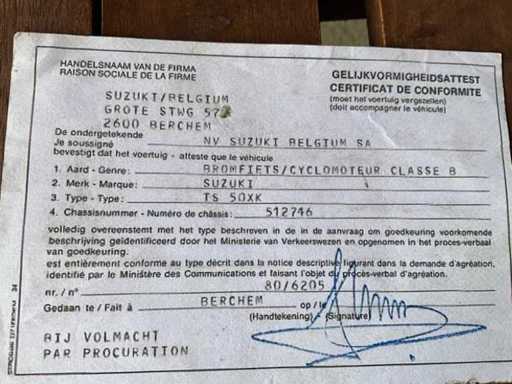 HANDELSNAAM VAN DE FIRMA
RAISON SOCIALE DE LA FIRME
GELIJKVORMIGHEIDSATTEST
CERTIFICAT DE CONFORMITE
(moet het voertuig vergezellen)
(doit accompagner le véhicule)
SUZUKI/BELGIUM
GROTE STWG 57
2600 BERCHEM
De ondergetekende
Je soussigné NV SUZUKI BELGIUM SA
bevestigt dat het voertuig - atteste que le véhicule
1. Aard - Genre: BROMFIETS/CYCLOMOTEUR CLASSE B
2. Merk - Marque: SUZUKI
3. Type - Type: TS 50XK
4. Chassisnummer - Numéro de châssis: 512746
volledig overeenstemt met het type beschreven in de in de aanvraag om goedkeuring voorkomende
beschrijving geïdentificeerd door het Ministerie van Verkeerswezen en opgenomen in het proces-verbaal
van goedkeuring.
est entièrement conforme au type décrit dans la notice descriptive figurant dans la demande d'agréation,
identifié par le Ministère des Communications et faisant l'objet du procès-verbal d'agréation.
nr. / n° 80/6205
Gedaan te / Fait à BERCHEM op / le
(Handtekening) - (Signature)
BIJ VOLMACHT
PAR PROCURATION